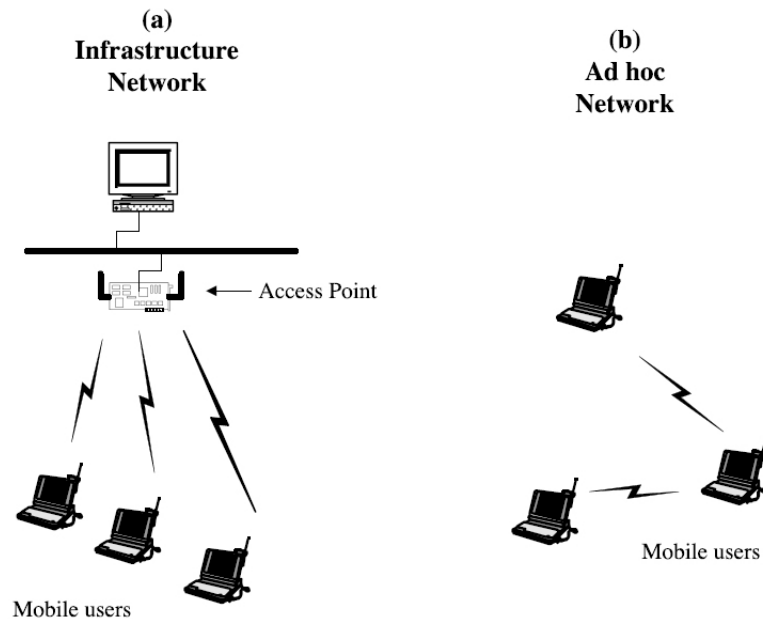 (a)
Infrastructure
Network
Access Point
Mobile users
(b)
Ad hoc
Network
Mobile users